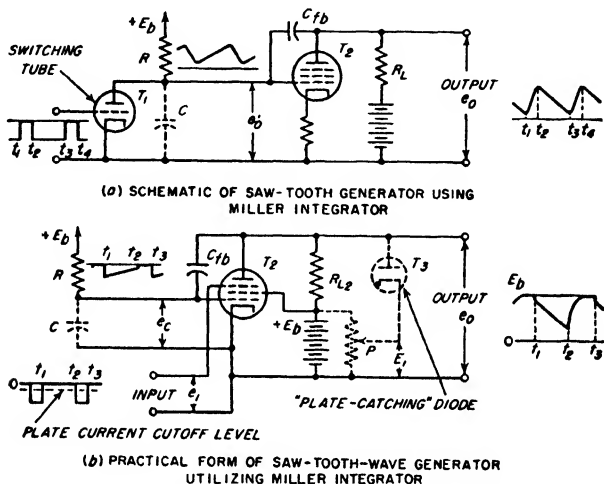 +Eb
Cfb
SWITCHING
TUBE
R
T2
T1
RL
C
e'o
OUTPUT
eo
t1 t2 t3 t4
t1 t2 t3 t4
(a) SCHEMATIC OF SAW-TOOTH GENERATOR USING
MILLER INTEGRATOR
+Eb
t1 t2 t3
R
Cfb
T2
T3
RL2
C
ec
+Eb
P
E1
OUTPUT
eo
Eb
O
t1 t2 t3
O t1 t2 t3
INPUT
e1
"PLATE-CATCHING" DIODE
PLATE CURRENT CUTOFF LEVEL
(b) PRACTICAL FORM OF SAW-TOOTH-WAVE GENERATOR
UTILIZING MILLER INTEGRATOR